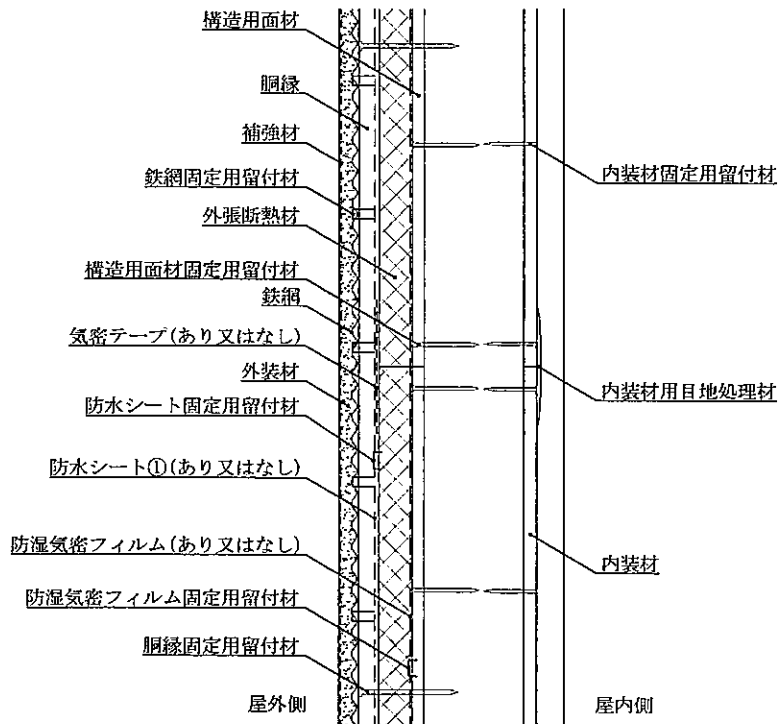 構造用面材
胴縁
補強材
鉄網固定用留付材
外張断熱材
構造用面材固定用留付材
鉄網
気密テープ(あり又はなし)
外装材
防水シート固定用留付材
防水シート①(あり又はなし)
防湿気密フィルム(あり又はなし)
防湿気密フィルム固定用留付材
胴縁固定用留付材
屋外側
内装材固定用留付材
内装材用目地処理材
内装材
屋内側